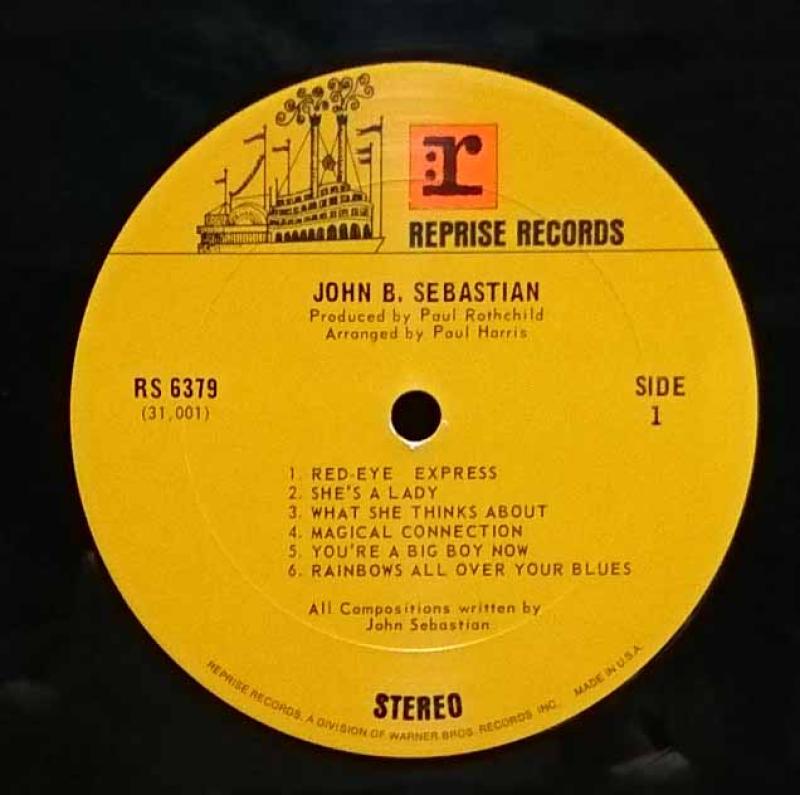 r
REPRISE RECORDS
JOHN B. SEBASTIAN
Produced by Paul Rothchild
Arranged by Paul Harris
RS 6379
(31,001)
SIDE
1
1. RED-EYE EXPRESS
2. SHE'S A LADY
3. WHAT SHE THINKS ABOUT
4. MAGICAL CONNECTION
5. YOU'RE A BIG BOY NOW
6. RAINBOWS ALL OVER YOUR BLUES
All Compositions written by
John Sebastian
STEREO
REPRISE RECORDS, A DIVISION OF WARNER BROS. RECORDS INC. MADE IN U.S.A.